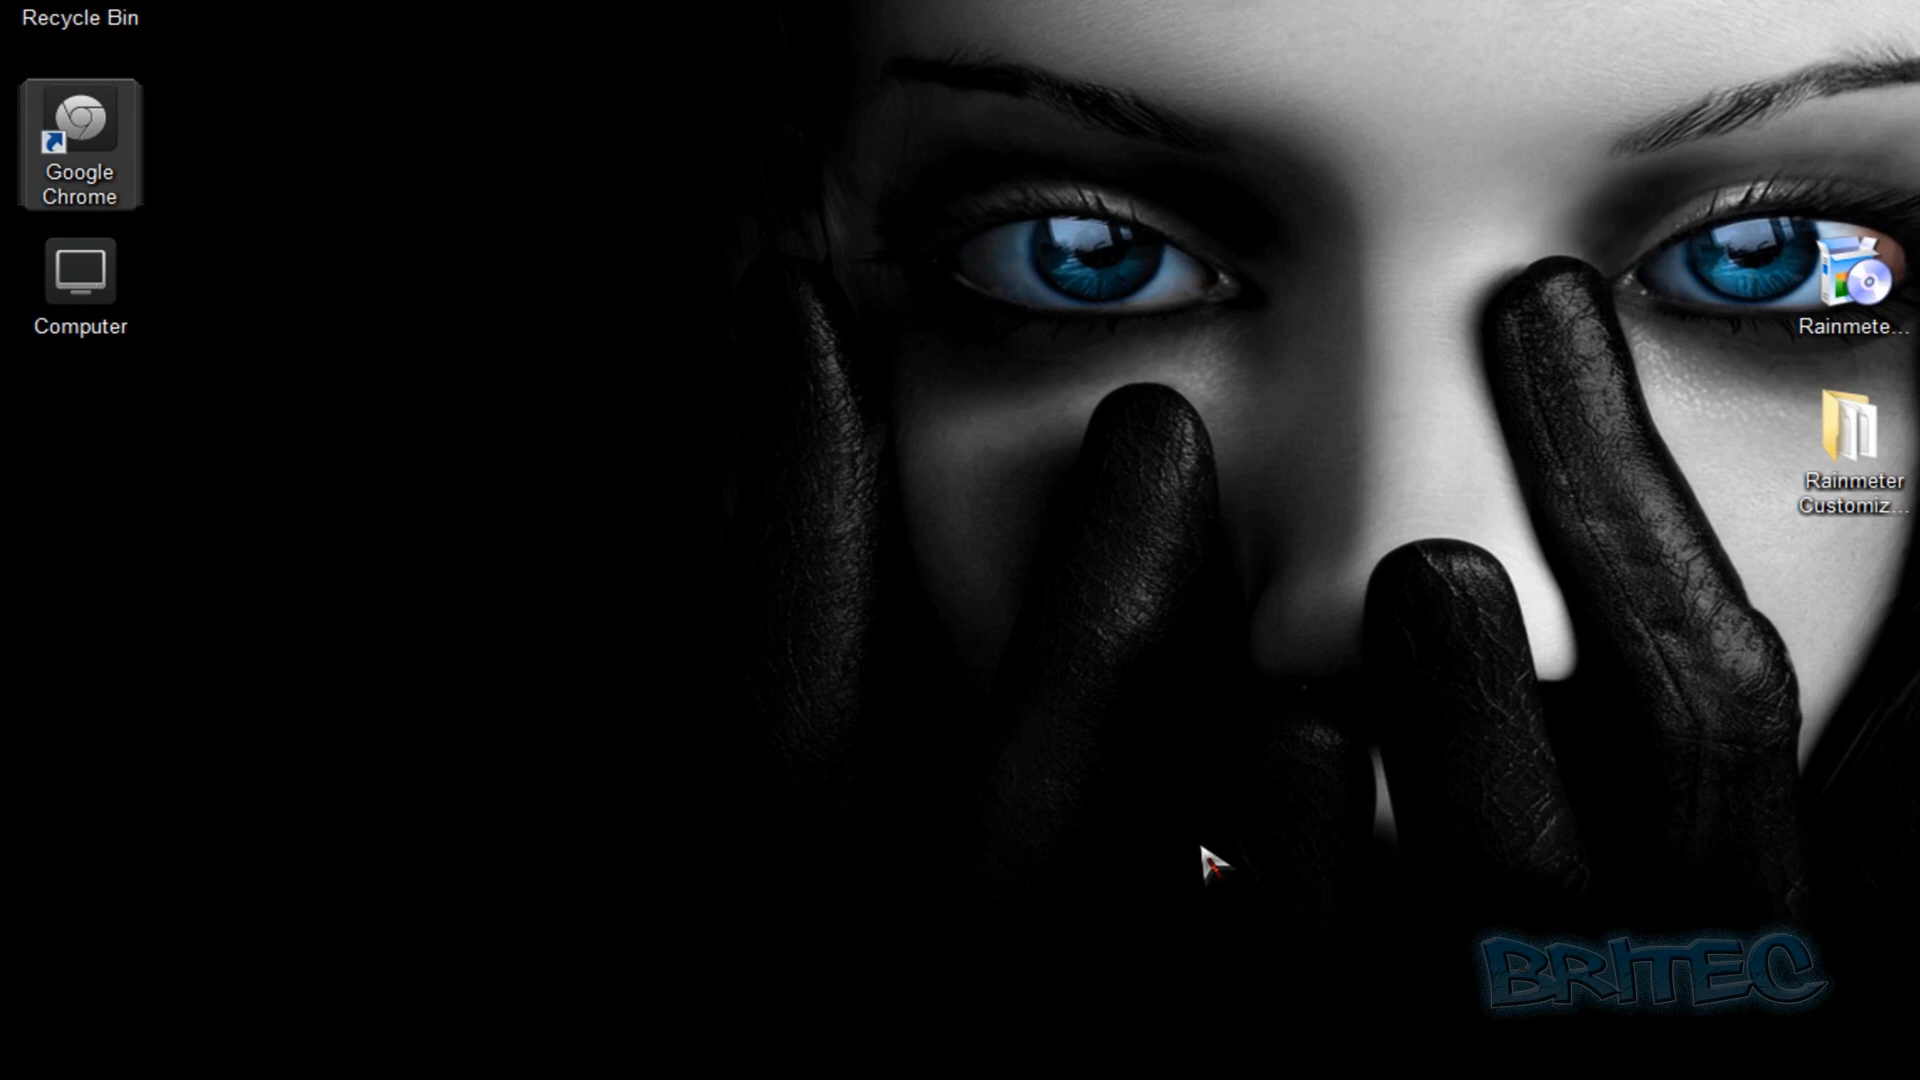 Recycle Bin
Google
Chrome
Computer
Rainmete...
Rainmeter
Customiz...
BRITEC